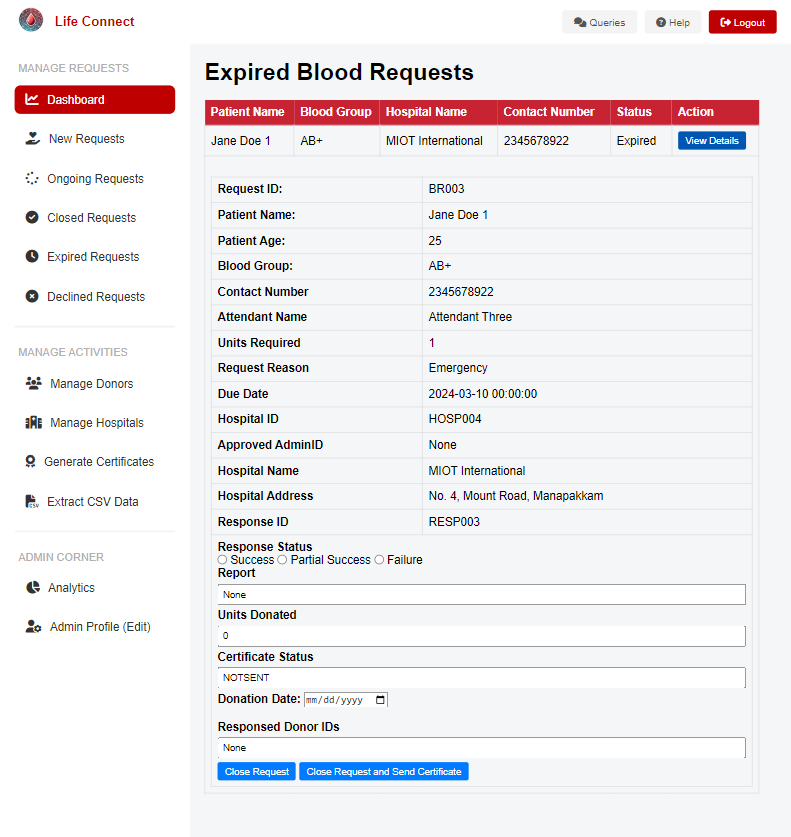 Life Connect
Queries
Help
Logout
MANAGE REQUESTS
Dashboard
New Requests
Ongoing Requests
Closed Requests
Expired Requests
Declined Requests
MANAGE ACTIVITIES
Manage Donors
Manage Hospitals
Generate Certificates
CSV Extract CSV Data
ADMIN CORNER
Analytics
Admin Profile (Edit)
Expired Blood Requests
Patient Name Blood Group Hospital Name Contact Number Status Action
Jane Doe 1 AB+ MIOT International 2345678922 Expired View Details
Request ID: BR003
Patient Name: Jane Doe 1
Patient Age: 25
Blood Group: AB+
Contact Number 2345678922
Attendant Name Attendant Three
Units Required 1
Request Reason Emergency
Due Date 2024-03-10 00:00:00
Hospital ID HOSP004
Approved AdminID None
Hospital Name MIOT International
Hospital Address No. 4, Mount Road, Manapakkam
Response ID RESP003
Response Status
Success Partial Success Failure
Report
None
Units Donated
0
Certificate Status
NOTSENT
Donation Date: mm/dd/yyyy
Responsed Donor IDs
None
Close Request Close Request and Send Certificate